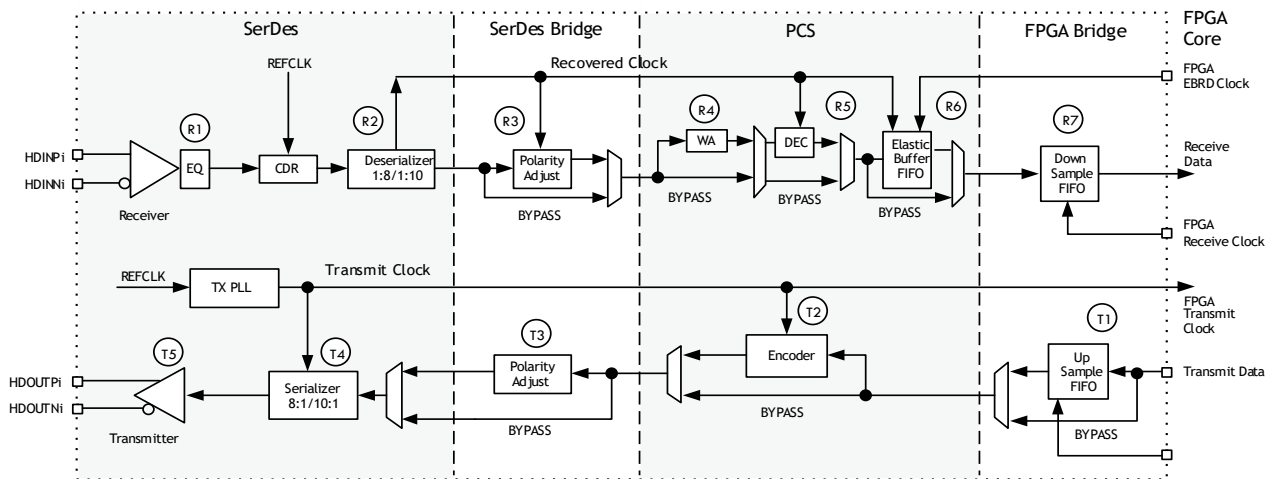 SerDes
SerDes Bridge
PCS
FPGA Bridge
FPGA
Core
REFCLK
Recovered Clock
FPGA
EBRD Clock
R1
R2
R3
R4
R5
R6
R7
HDINPi
HDINNi
EQ
CDR
Deserializer
1:8/1:10
Polarity
Adjust
WA
DEC
Elastic
Buffer
FIFO
Down
Sample
FIFO
Receive
Data
Receiver
BYPASS
BYPASS
BYPASS
BYPASS
FPGA
Receive Clock
REFCLK
TX PLL
Transmit Clock
FPGA
Transmit
Clock
T5
T4
T3
T2
T1
HDOUTPi
HDOUTNi
Serializer
8:1/10:1
Polarity
Adjust
Encoder
Up
Sample
FIFO
Transmit Data
Transmitter
BYPASS
BYPASS
BYPASS